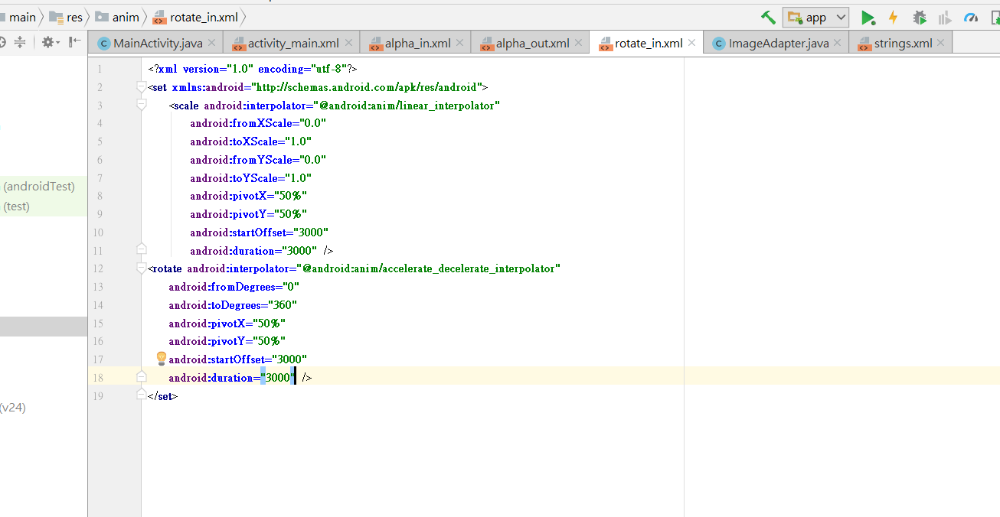 main res anim rotate_in.xml app
MainActivity.java activity_main.xml alpha_in.xml alpha_out.xml rotate_in.xml ImageAdapter.java strings.xml
1 <?xml version="1.0" encoding="utf-8"?>
2 <set xmlns:android="http://schemas.android.com/apk/res/android">
3 <scale android:interpolator="@android:anim/linear_interpolator"
4 android:fromXScale="0.0"
5 android:toXScale="1.0"
6 android:fromYScale="0.0"
7 android:toYScale="1.0"
8 android:pivotX="50%"
9 android:pivotY="50%"
10 android:startOffset="3000"
11 android:duration="3000" />
12 <rotate android:interpolator="@android:anim/accelerate_decelerate_interpolator"
13 android:fromDegrees="0"
14 android:toDegrees="360"
15 android:pivotX="50%"
16 android:pivotY="50%"
17 android:startOffset="3000"
18 android:duration="3000" />
19 </set>
(androidTest)
(test)
(v24)